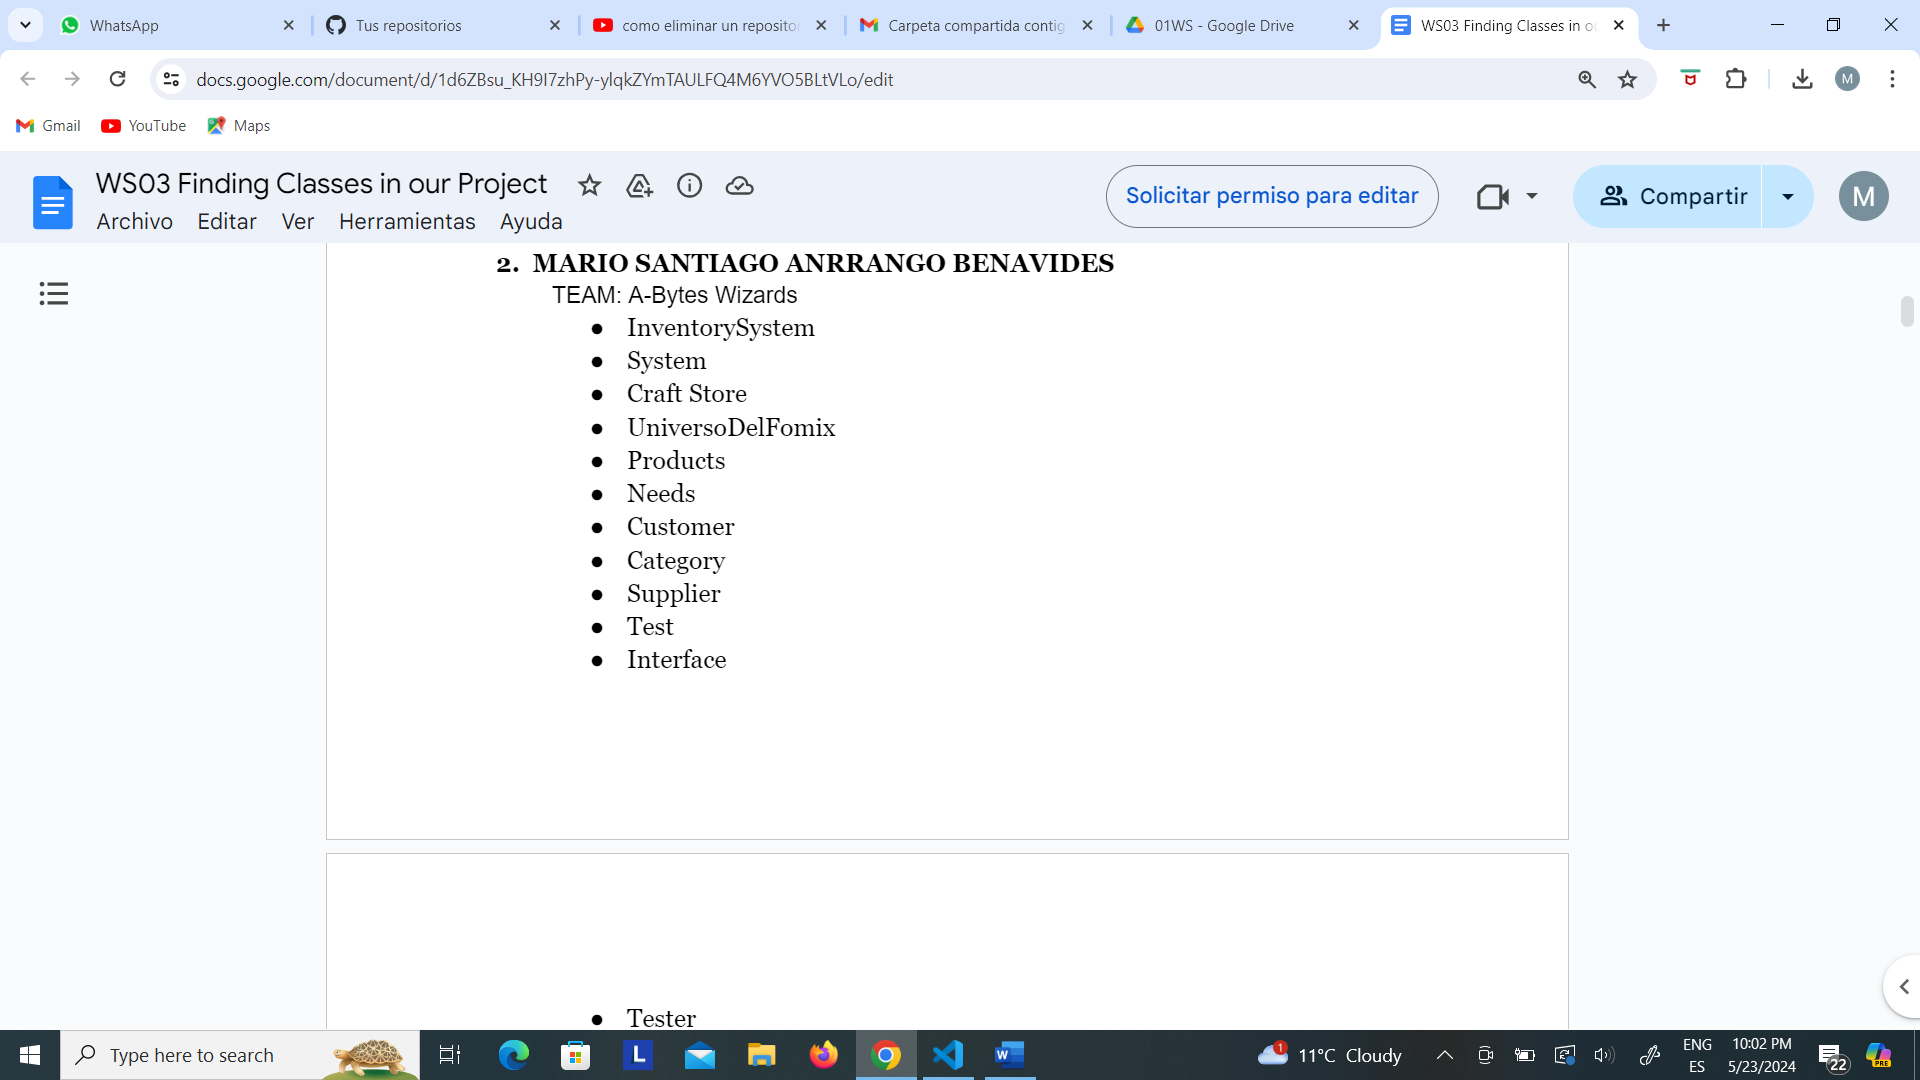 WhatsApp
Tus repositorios
como eliminar un reposito
Carpeta compartida contig
01WS - Google Drive
WS03 Finding Classes in ou
docs.google.com/document/d/1d6ZBsu_KH9I7zhPy-ylqkZYmTAULFQ4M6YVO5BLtVLo/edit
M
Gmail
YouTube
Maps
WS03 Finding Classes in our Project
Archivo Editar Ver Herramientas Ayuda
Solicitar permiso para editar
Compartir
M
2. MARIO SANTIAGO ANRRANGO BENAVIDES
TEAM: A-Bytes Wizards
● InventorySystem
● System
● Craft Store
● UniversoDelFomix
● Products
● Needs
● Customer
● Category
● Supplier
● Test
● Interface
● Tester
Type here to search
L
W
1
11°C Cloudy
ENG
ES
10:02 PM
5/23/2024
22
PRE